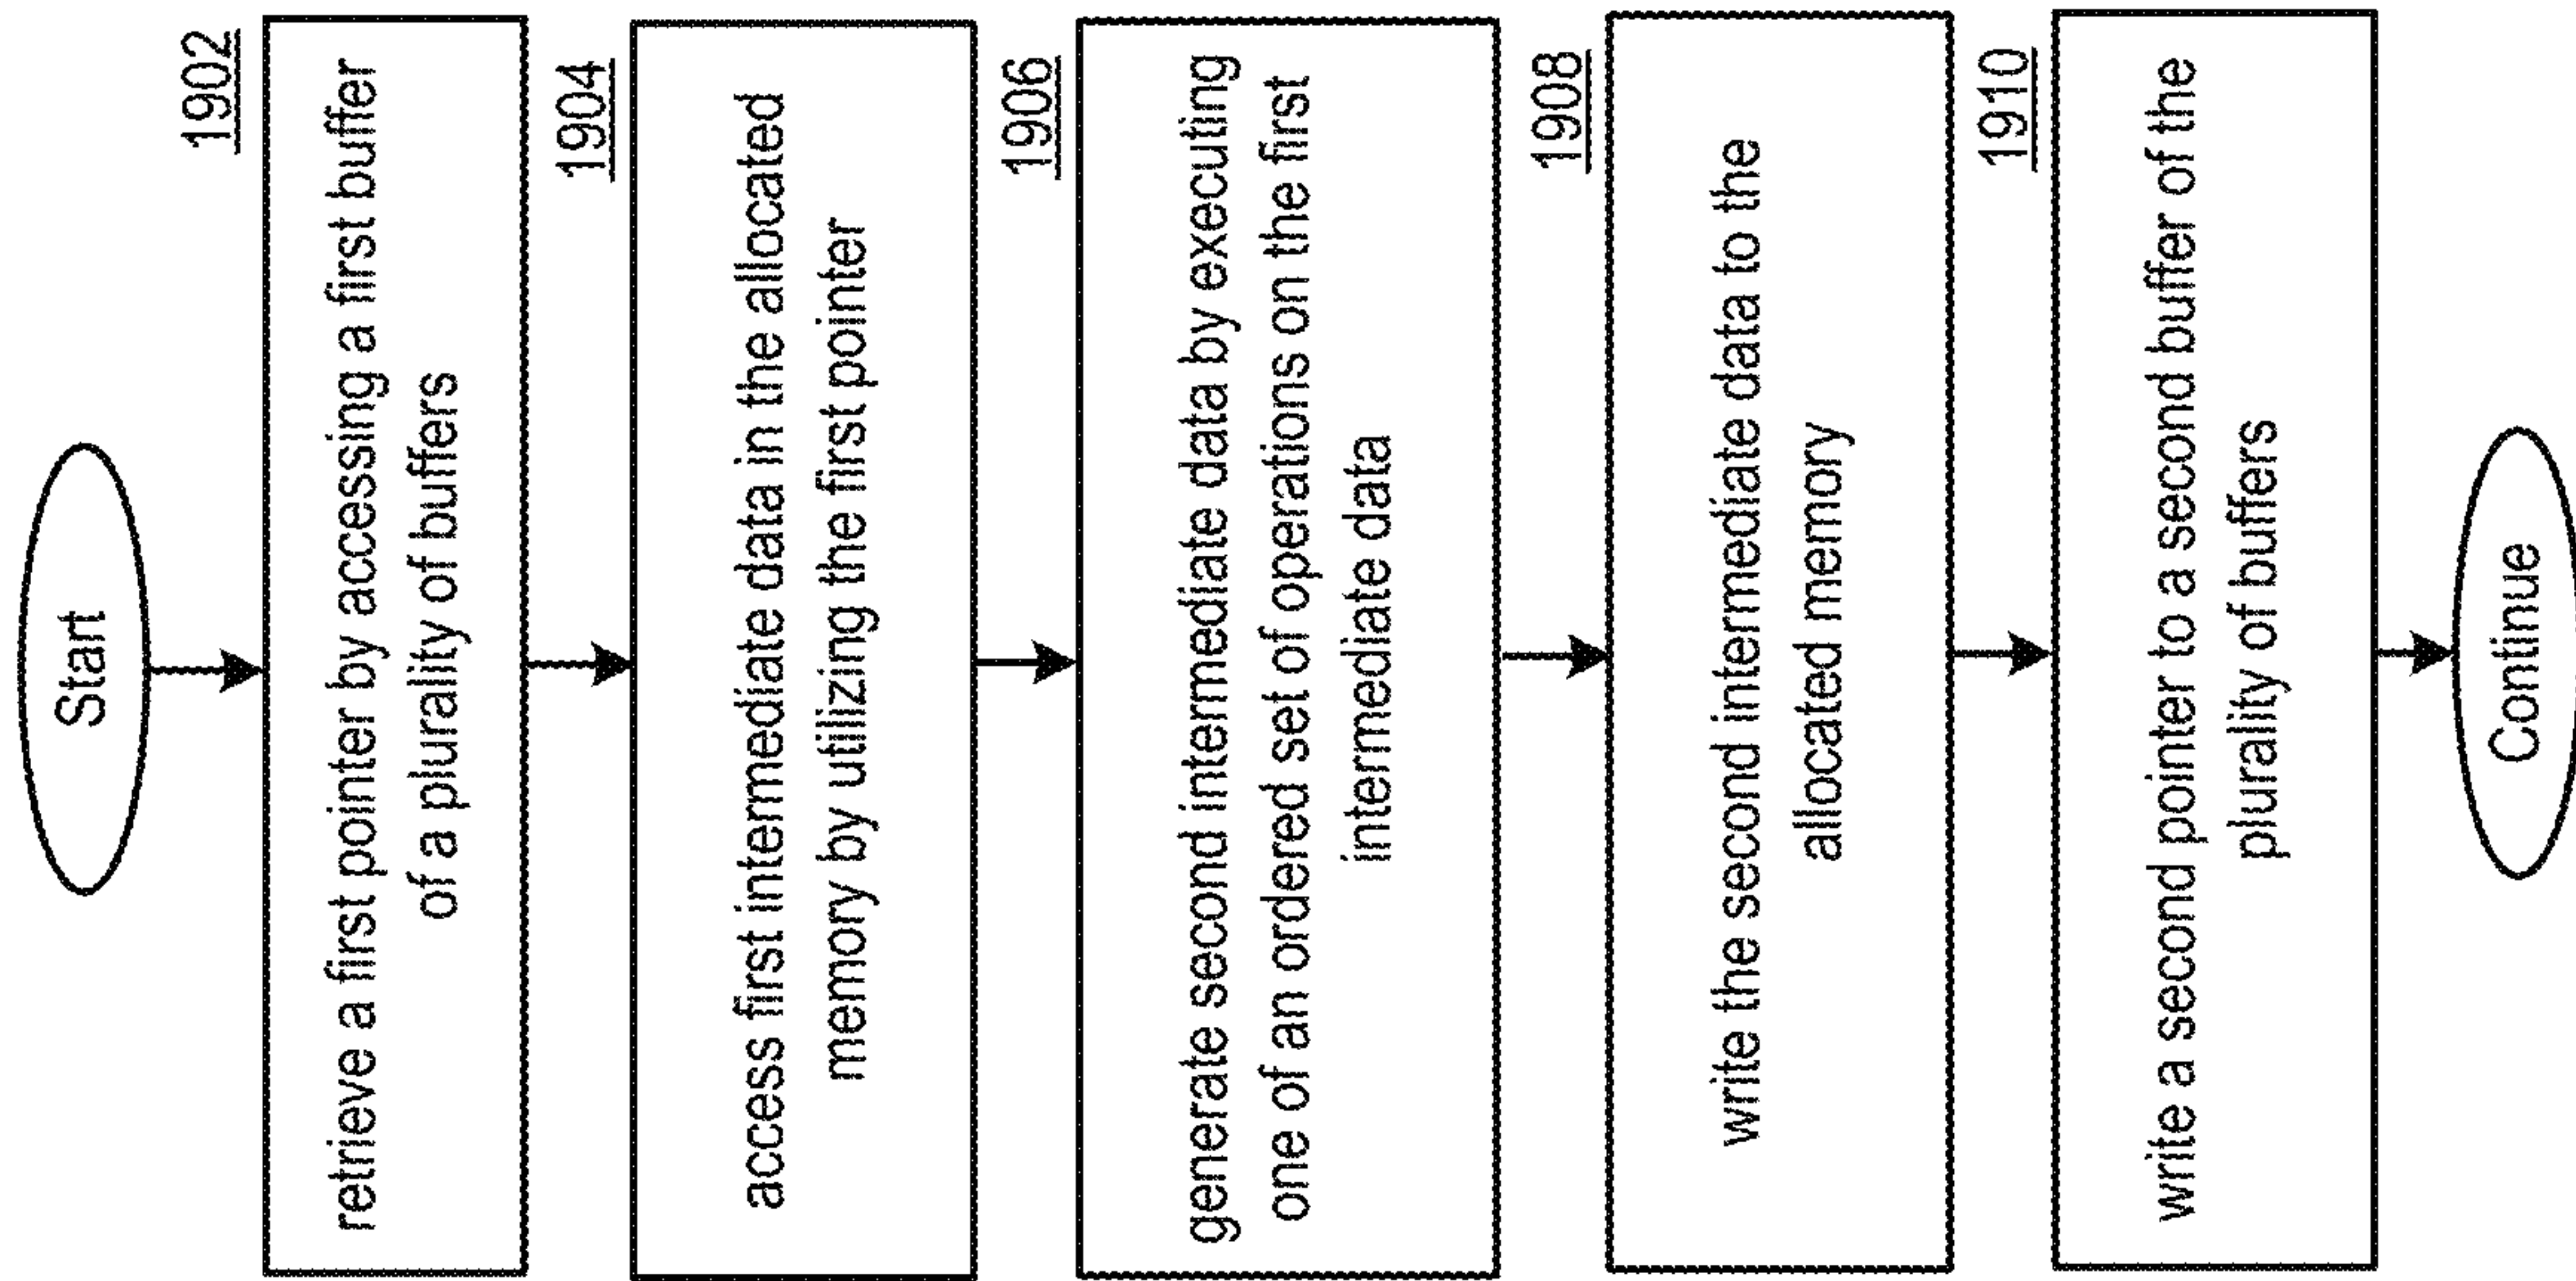 Start
1902
retrieve a first pointer by accessing a first buffer
of a plurality of buffers
1904
access first intermediate data in the allocated
memory by utilizing the first pointer
1906
generate second intermediate data by executing
one of an ordered set of operations on the first
intermediate data
1908
write the second intermediate data to the
allocated memory
1910
write a second pointer to a second buffer of the
plurality of buffers
Continue